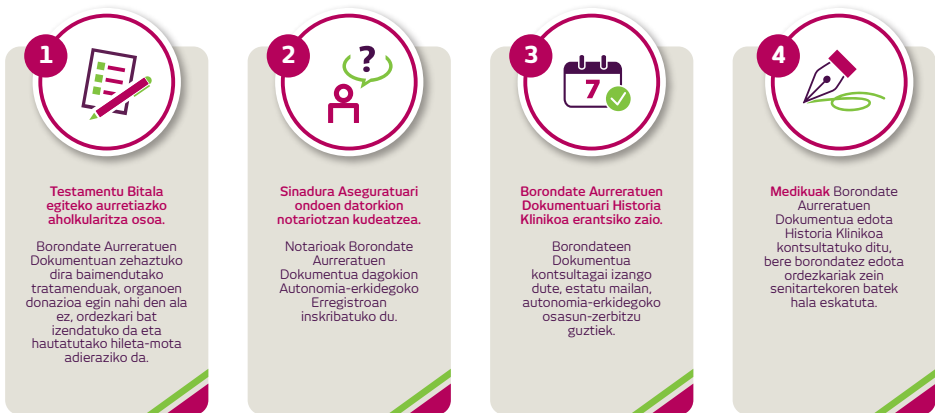 1
Testamentu Bitala
egiteko aurretiazko
aholkularitza osoa.
Borondate Aurreratuen
Dokumentuan zehaztuko
dira baimendutako
tratamenduak, organoen
donazioa egin nahi den ala
ez, ordezkari bat
izendatuko da eta
hautatutako hileta-mota
adieraziko da.
2
?
Sinadura Aseguratuari
ondoen datorkion
notariotzan kudeatzea.
Notarioak Borondate
Aurreratuen
Dokumentua dagokion
Autonomia-erkidegoko
Erregistroan
inskribatuko du.
3
7
Borondate Aurreratuen
Dokumentuari Historia
Klinikoa erantsiko zaio.
Borondateen
Dokumentua
kontsultagai izango
dute, estatu mailan,
autonomia-erkidegoko
osasun-zerbitzu
guztiek.
4
Medikuak Borondate
Aurreratuen
Dokumentua edota
Historia Klinikoa
kontsultatuko ditu,
bere borondatez edota
ordezkariak zein
senitartekoren batek
hala eskatuta.